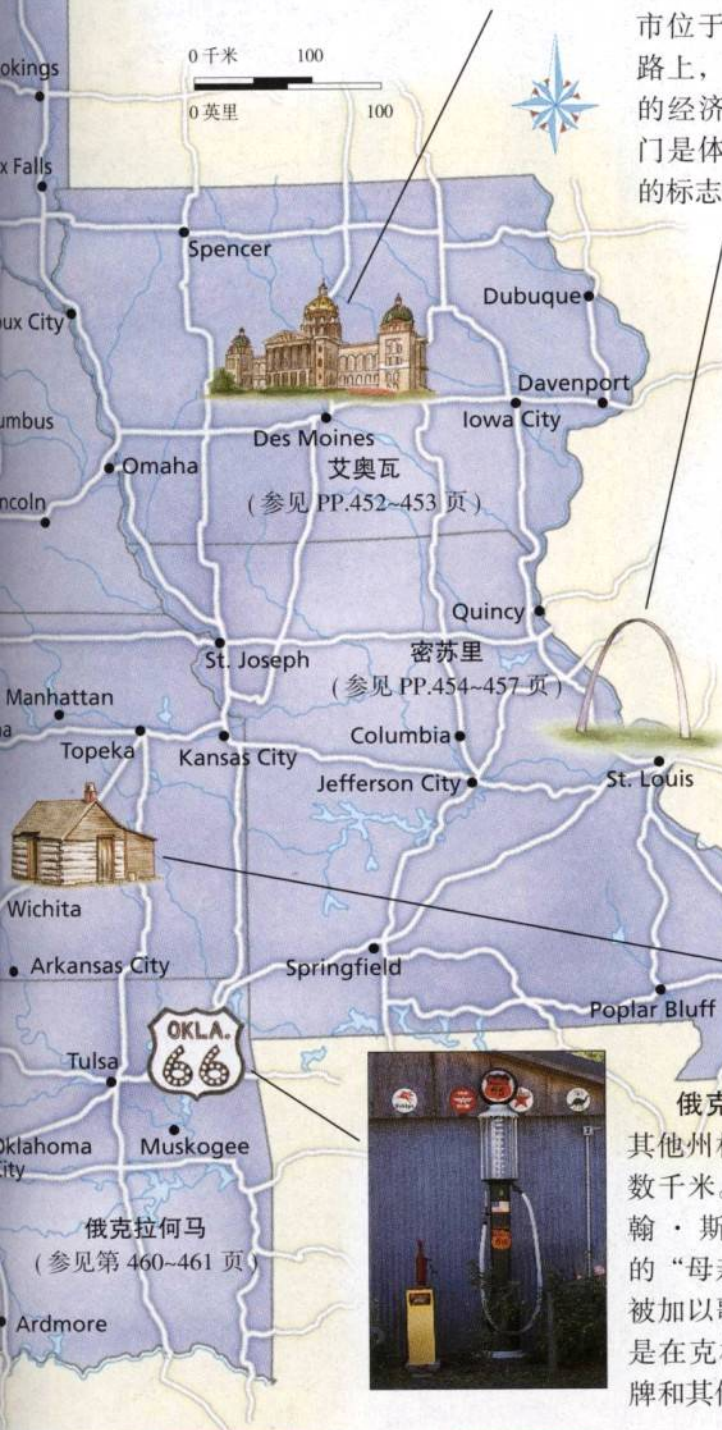 市位于
路上，
的经济
门是体
的标志
0 千米 100
0 英里 100
okings
x Falls
Spencer
Dubuque
oux City
Davenport
Iowa City
umbus
Des Moines
Omaha
艾奥瓦
(参见 PP.452~453 页)
ncoln
Quincy
St. Joseph
密苏里
(参见 PP.454~457 页)
Manhattan
a
Topeka
Kansas City
Columbia
Jefferson City
St. Louis
Wichita
Arkansas City
Springfield
Poplar Bluff
OKLA.
66
Tulsa
Oklahoma
City
Muskogee
俄克拉何马
(参见第 460~461 页)
Ardmore
俄克
其他州相
数千米。
翰·斯
的“母亲
被加以
是在克
牌和其他